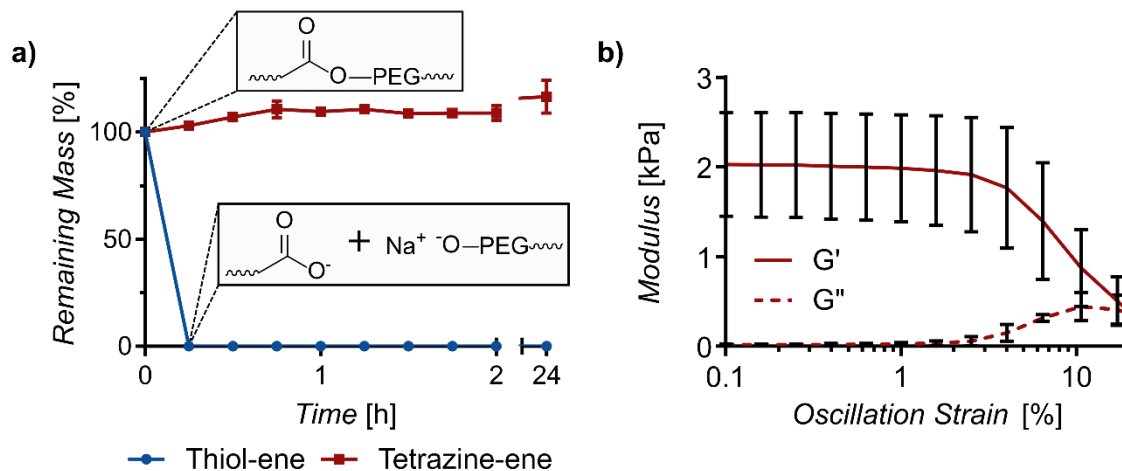 a)
O
O
PEG
Remaining Mass [%]
100
50
0
O
O-
+
Na+ -O PEG
0
1
2
24
Time [h]
Thiol-ene
Tetrazine-ene
b)
Modulus [kPa]
3
2
1
0
G'
G"
0.1
1
10
Oscillation Strain [%]